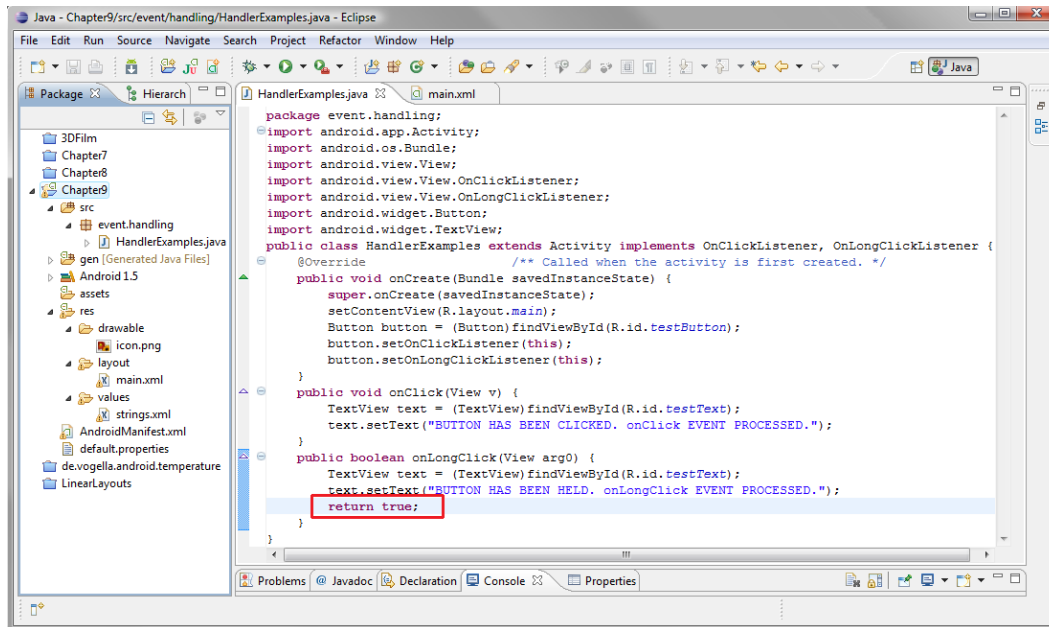 Java - Chapter9/src/event/handling/HandlerExamples.java - Eclipse
File Edit Run Source Navigate Search Project Refactor Window Help
Java
Package
Hierarch
HandlerExamples.java
main.xml
3DFilm
Chapter7
Chapter8
Chapter9
src
event.handling
HandlerExamples.java
gen [Generated Java Files]
Android 1.5
assets
res
drawable
icon.png
layout
main.xml
values
strings.xml
AndroidManifest.xml
default.properties
de.vogella.android.temperature
LinearLayouts
package event.handling;
import android.app.Activity;
import android.os.Bundle;
import android.view.View;
import android.view.View.OnClickListener;
import android.view.View.OnLongClickListener;
import android.widget.Button;
import android.widget.TextView;
public class HandlerExamples extends Activity implements OnClickListener, OnLongClickListener {
@Override /** Called when the activity is first created. */
public void onCreate(Bundle savedInstanceState) {
super.onCreate(savedInstanceState);
setContentView(R.layout.main);
Button button = (Button)findViewById(R.id.testButton);
button.setOnClickListener(this);
button.setOnLongClickListener(this);
}
public void onClick(View v) {
TextView text = (TextView)findViewById(R.id.testText);
text.setText("BUTTON HAS BEEN CLICKED. onClick EVENT PROCESSED.");
}
public boolean onLongClick(View arg0) {
TextView text = (TextView)findViewById(R.id.testText);
text.setText("BUTTON HAS BEEN HELD. onLongClick EVENT PROCESSED.");
return true;
}
}
Problems @ Javadoc Declaration Console Properties